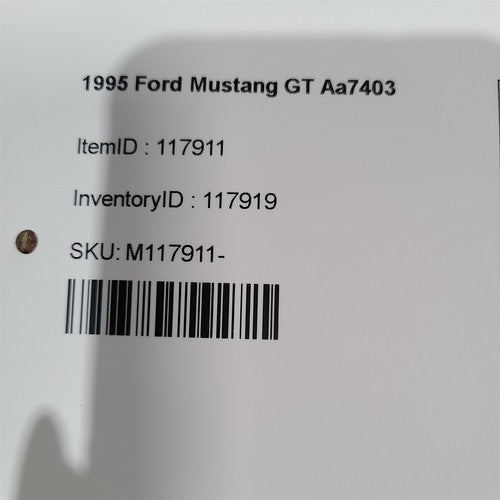 1995 Ford Mustang GT Aa7403
ItemID : 117911
InventoryID : 117919
SKU: M117911-